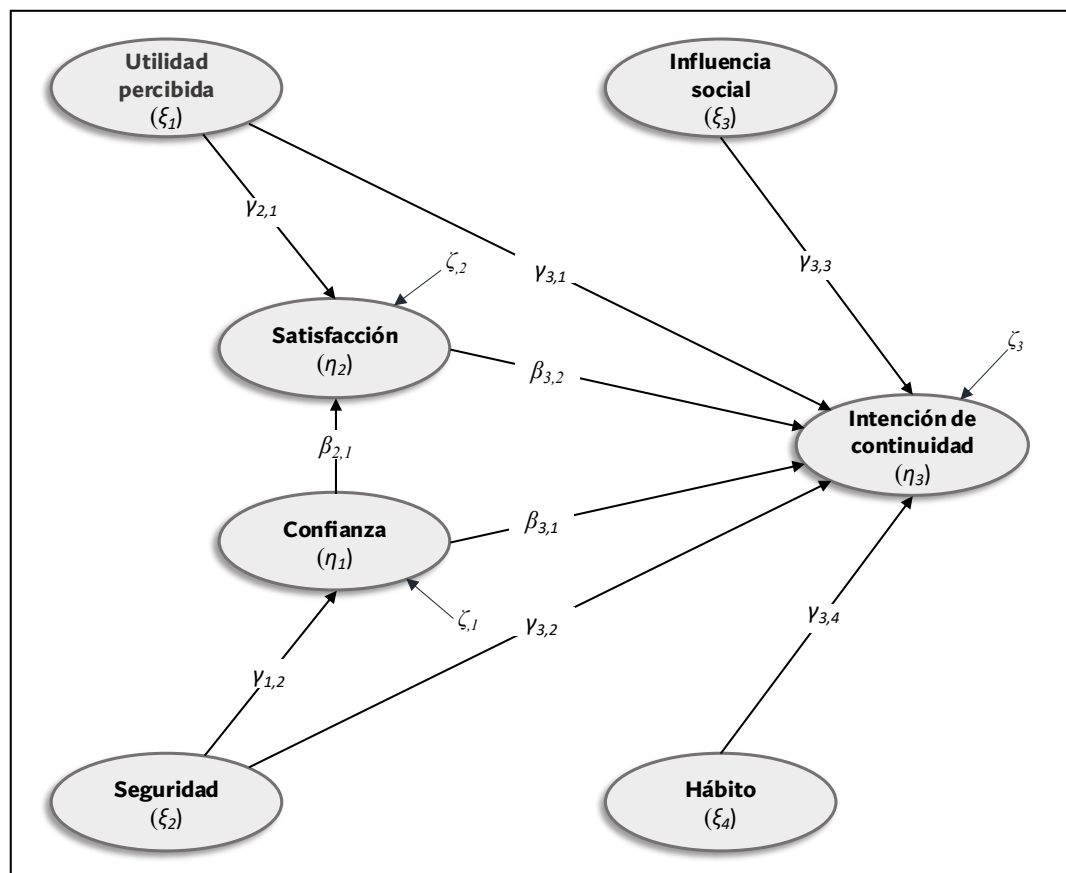 Utilidad
percibida
(ξ1)
Influencia
social
(ξ3)
γ2,1
γ3,1
γ3,3
ζ,2
Satisfacción
(η2)
β3,2
ζ3
Intención de
continuidad
(η3)
β2,1
Confianza
(η1)
β3,1
ζ,1
γ3,2
γ3,4
γ1,2
Seguridad
(ξ2)
Hábito
(ξ4)